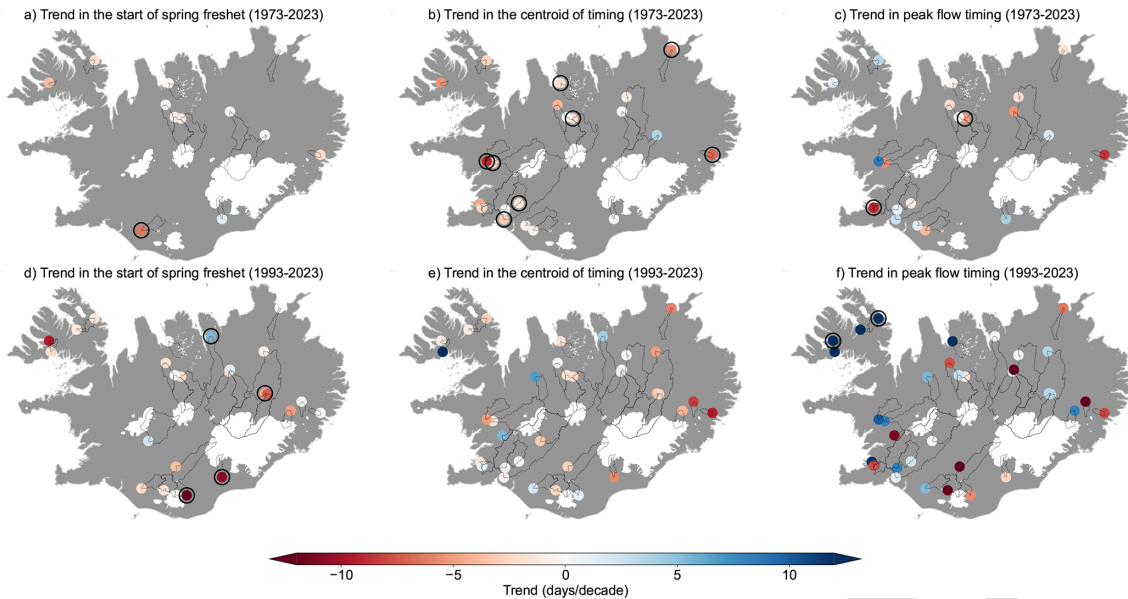 a) Trend in the start of spring freshet (1973-2023)
b) Trend in the centroid of timing (1973-2023)
c) Trend in peak flow timing (1973-2023)
d) Trend in the start of spring freshet (1993-2023)
e) Trend in the centroid of timing (1993-2023)
f) Trend in peak flow timing (1993-2023)
−10 −5 0 5 10
Trend (days/decade)